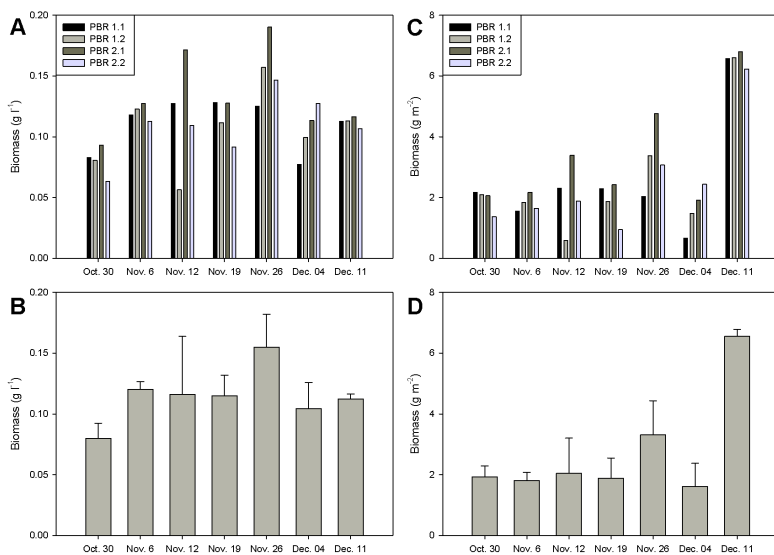 A
PBR 1.1
PBR 1.2
PBR 2.1
PBR 2.2
Biomass (g l⁻¹)
0.20
0.15
0.10
0.05
0.00
Oct. 30 Nov. 6 Nov. 12 Nov. 19 Nov. 26 Dec. 04 Dec. 11
C
PBR 1.1
PBR 1.2
PBR 2.1
PBR 2.2
Biomass (g m⁻²)
8
6
4
2
0
Oct. 30 Nov. 6 Nov. 12 Nov. 19 Nov. 26 Dec. 04 Dec. 11
B
Biomass (g l⁻¹)
0.20
0.15
0.10
0.05
0.00
Oct. 30 Nov. 6 Nov. 12 Nov. 19 Nov. 26 Dec. 04 Dec. 11
D
Biomass (g m⁻²)
8
6
4
2
0
Oct. 30 Nov. 6 Nov. 12 Nov. 19 Nov. 26 Dec. 04 Dec. 11